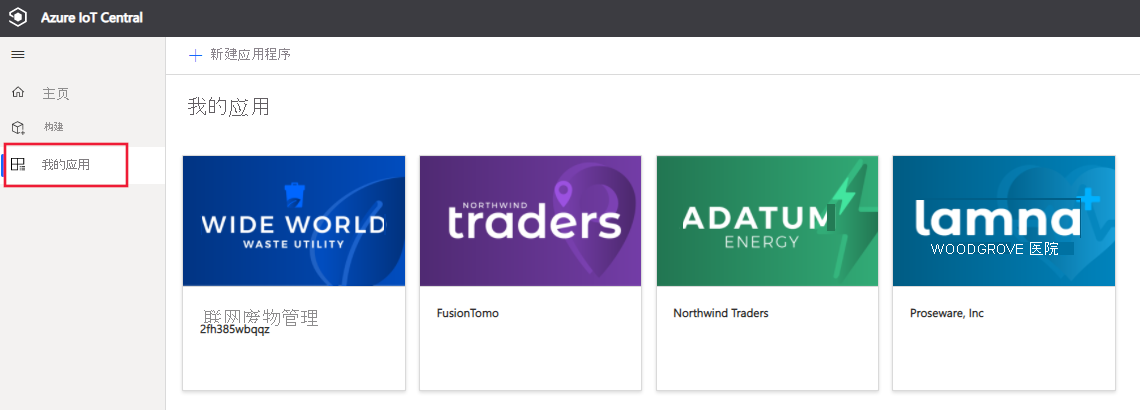 Azure IoT Central
新建应用程序
主页
构建
我的应用
我的应用
WIDE WORLD
WASTE UTILITY
联网废物管理
2fh385wbqqz
NORTHWIND
traders
FusionTomo
ADATUM
ENERGY
Northwind Traders
lamna
WOODGROVE 医院
Proseware, Inc